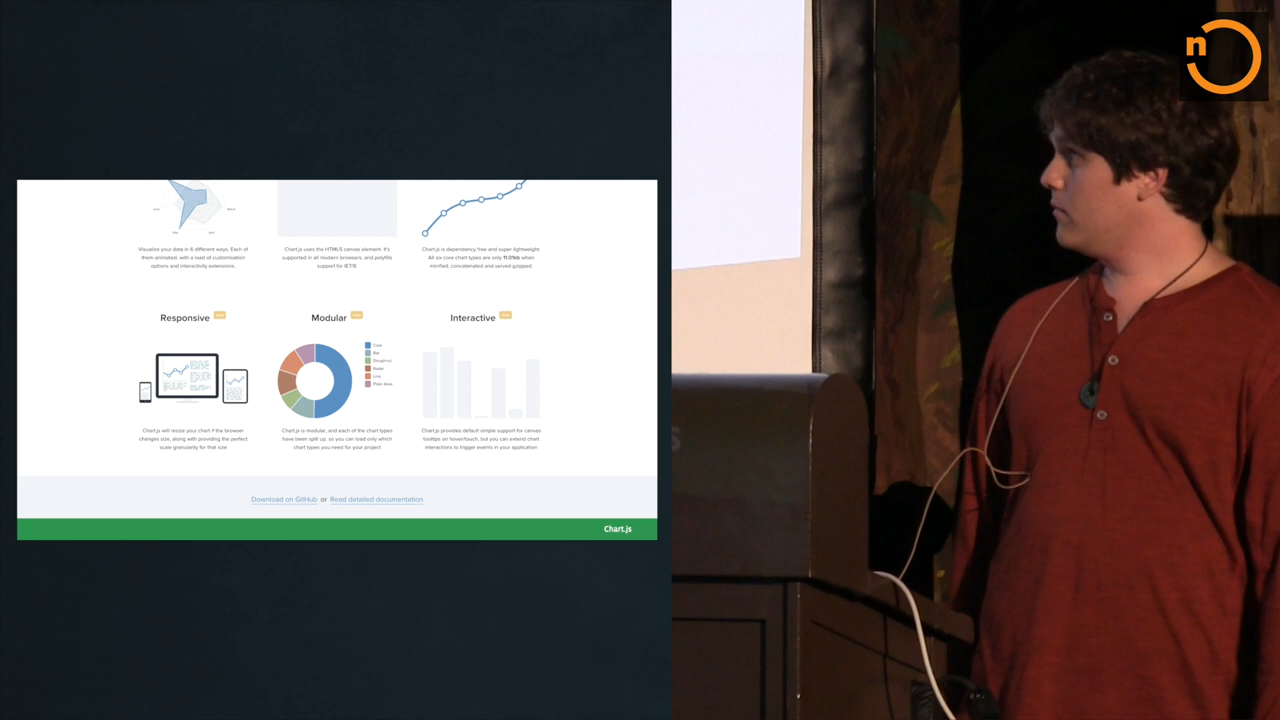 n
Visualize your data in 6 different ways. Each of
them animated, with a load of customisation
options and interactivity extensions.
Chart.js uses the HTML5 canvas element. It's
supported in all modern browsers, and polyfills
support for IE7/8.
Chart.js is dependency free and super lightweight.
All six core chart types are only 11.01kb when
minified, concatenated and served gzipped.
Responsive
Modular
Interactive
Core
Bar
Doughnut
Radar
Line
Polar Area
Chart.js will resize your chart if the browser
changes size, along with providing the perfect
scale granularity for that size
Chart.js is modular, and each of the chart types
have been split up, so you can load only which
chart types you need for your project
Chart.js provides default simple support for canvas
tooltips on hover/touch, but you can extend chart
interactions to trigger events in your application
Download on GitHub or Read detailed documentation
Chart.js